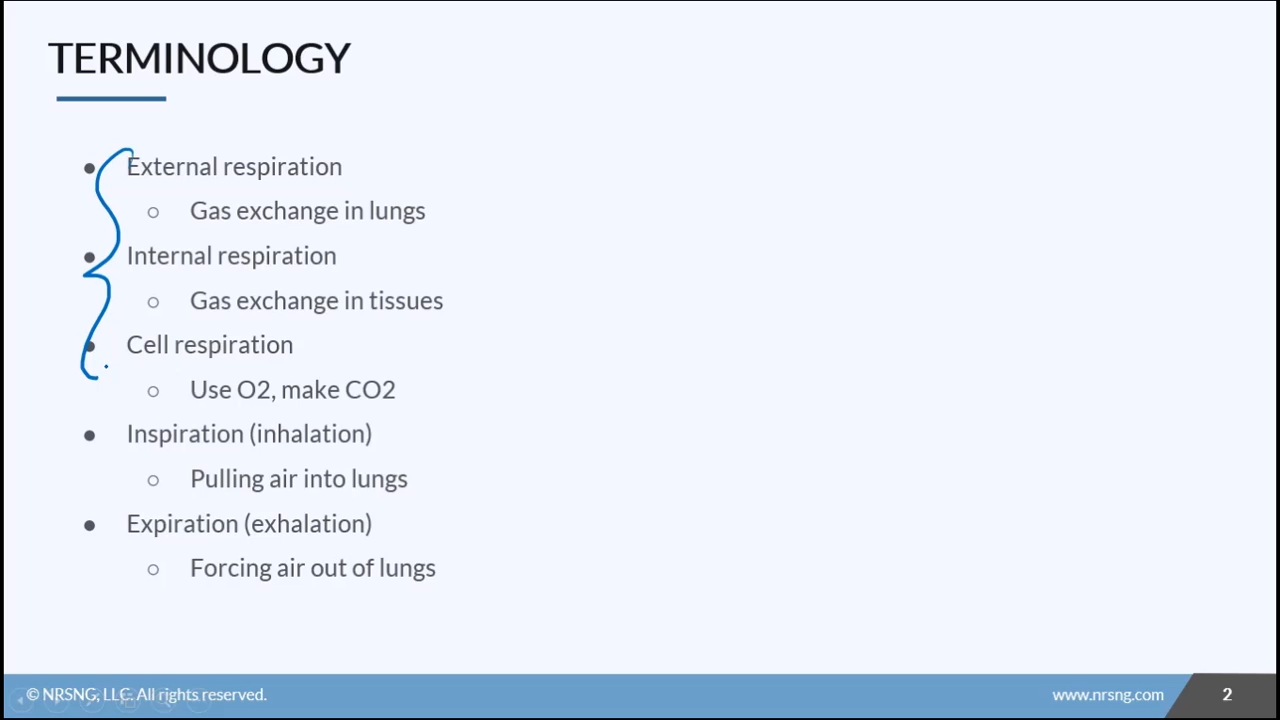 TERMINOLOGY
● External respiration
○ Gas exchange in lungs
● Internal respiration
○ Gas exchange in tissues
● Cell respiration
○ Use O2, make CO2
● Inspiration (inhalation)
○ Pulling air into lungs
● Expiration (exhalation)
○ Forcing air out of lungs
© NRSNG, LLC. All rights reserved.
www.nrsng.com
2